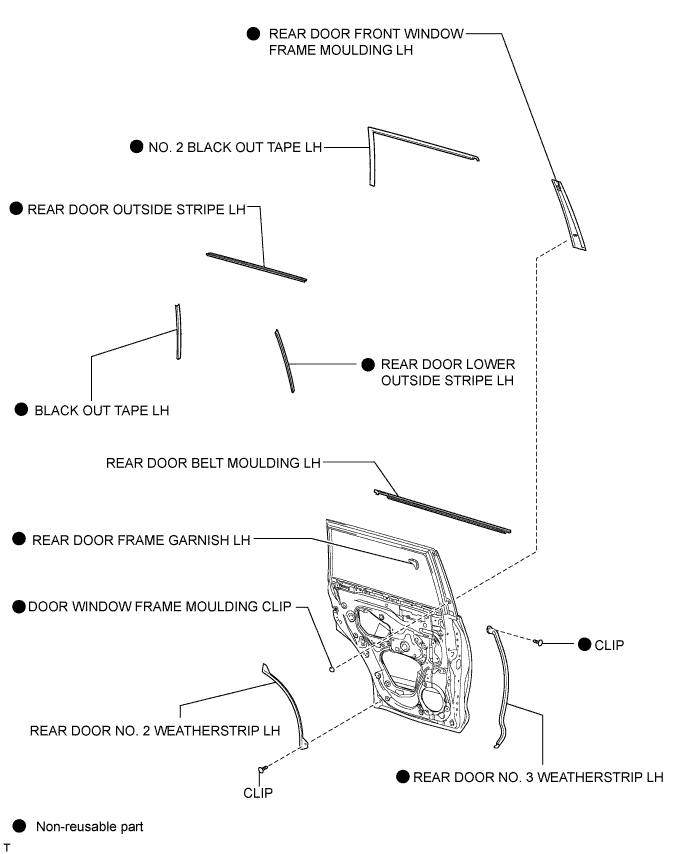 ● REAR DOOR FRONT WINDOW
FRAME MOULDING LH
● NO. 2 BLACK OUT TAPE LH
● REAR DOOR OUTSIDE STRIPE LH
● REAR DOOR LOWER
OUTSIDE STRIPE LH
● BLACK OUT TAPE LH
REAR DOOR BELT MOULDING LH
● REAR DOOR FRAME GARNISH LH
● DOOR WINDOW FRAME MOULDING CLIP
● CLIP
REAR DOOR NO. 2 WEATHERSTRIP LH
● REAR DOOR NO. 3 WEATHERSTRIP LH
CLIP
● Non-reusable part
T